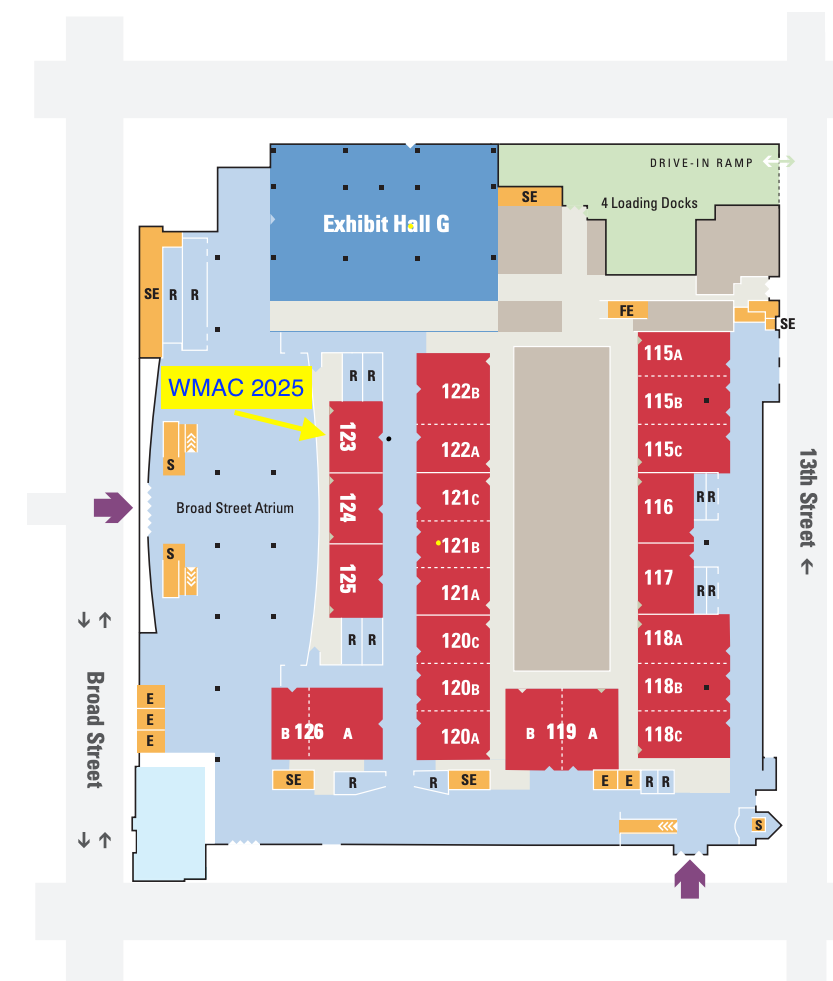 DRIVE-IN RAMP
SE
4 Loading Docks
Exhibit Hall G
SE
R
R
FE
SE
115A
R
R
WMAC 2025
122B
115B
123
122A
115C
13th Street
121C
R R
116
124
Broad Street Atrium
S
121B
S
117
125
121A
R R
120C
118A
R
R
Broad Street
E
E
E
120B
118B
B 126 A
120A
B 119 A
118C
SE
R
R
SE
E
E
R
R
S